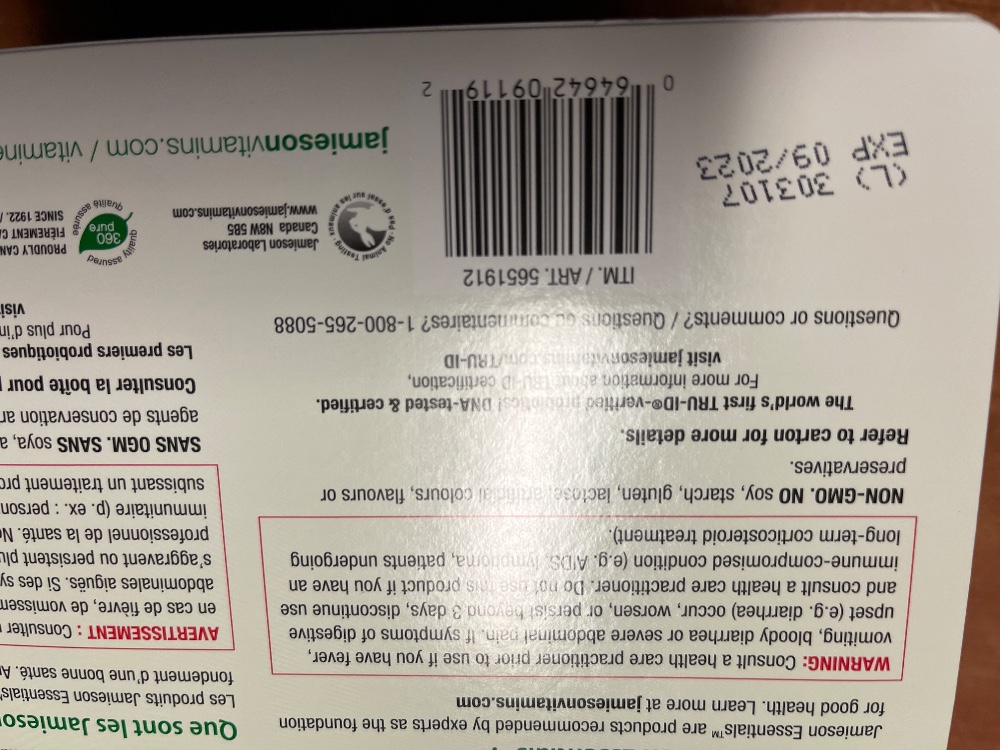 Jamieson Essentials™ are products recommended by experts as the foundation
for good health. Learn more at jamiesonvitamins.com
WARNING: Consult a health care practitioner prior to use if you have fever,
vomiting, bloody diarrhea or severe abdominal pain. If symptoms of digestive
upset (e.g. diarrhea) occur, worsen, or persist beyond 3 days, discontinue use
and consult a health care practitioner. Do not use this product if you have an
immune-compromised condition (e.g. AIDS, lymphoma, patients undergoing
long-term corticosteroid treatment).
NON-GMO. NO soy, starch, gluten, lactose, artificial colours, flavours or
preservatives.
Refer to carton for more details.
The world's first TRU-ID®-verified probiotics! DNA-tested & certified.
For more information about TRU-ID certification,
visit jamiesonvitamins.com/TRU-ID
Questions or comments? / Questions ou commentaires? 1-800-265-5088
ITM. / ART. 5651912
0 64642 09119 2
(L) 303107
EXP 09/2023
Que sont les Jamieson
Les produits Jamieson Essentials
fondement d'une bonne santé.
AVERTISSEMENT : Consulter
en cas de fièvre, de vomissem
abdominales aiguës. Si des sy
s'aggravent ou persistent plu
professionnel de la santé. Ne
immunitaire (p. ex. : person
subissant un traitement pro
SANS OGM. SANS soya, a
agents de conservation ar
Consulter la boîte pour
Les premiers probiotiques
Pour plus d'in
visi
No Animal Testing
Pas d'essai sur les animaux
Jamieson Laboratories
Canada N8W 5B5
www.jamiesonvitamins.com
quality assured
360
pure
qualité assurée
PROUDLY CAN
FIÈREMENT CA
SINCE 1922. /
jamiesonvitamins.com / vitamine